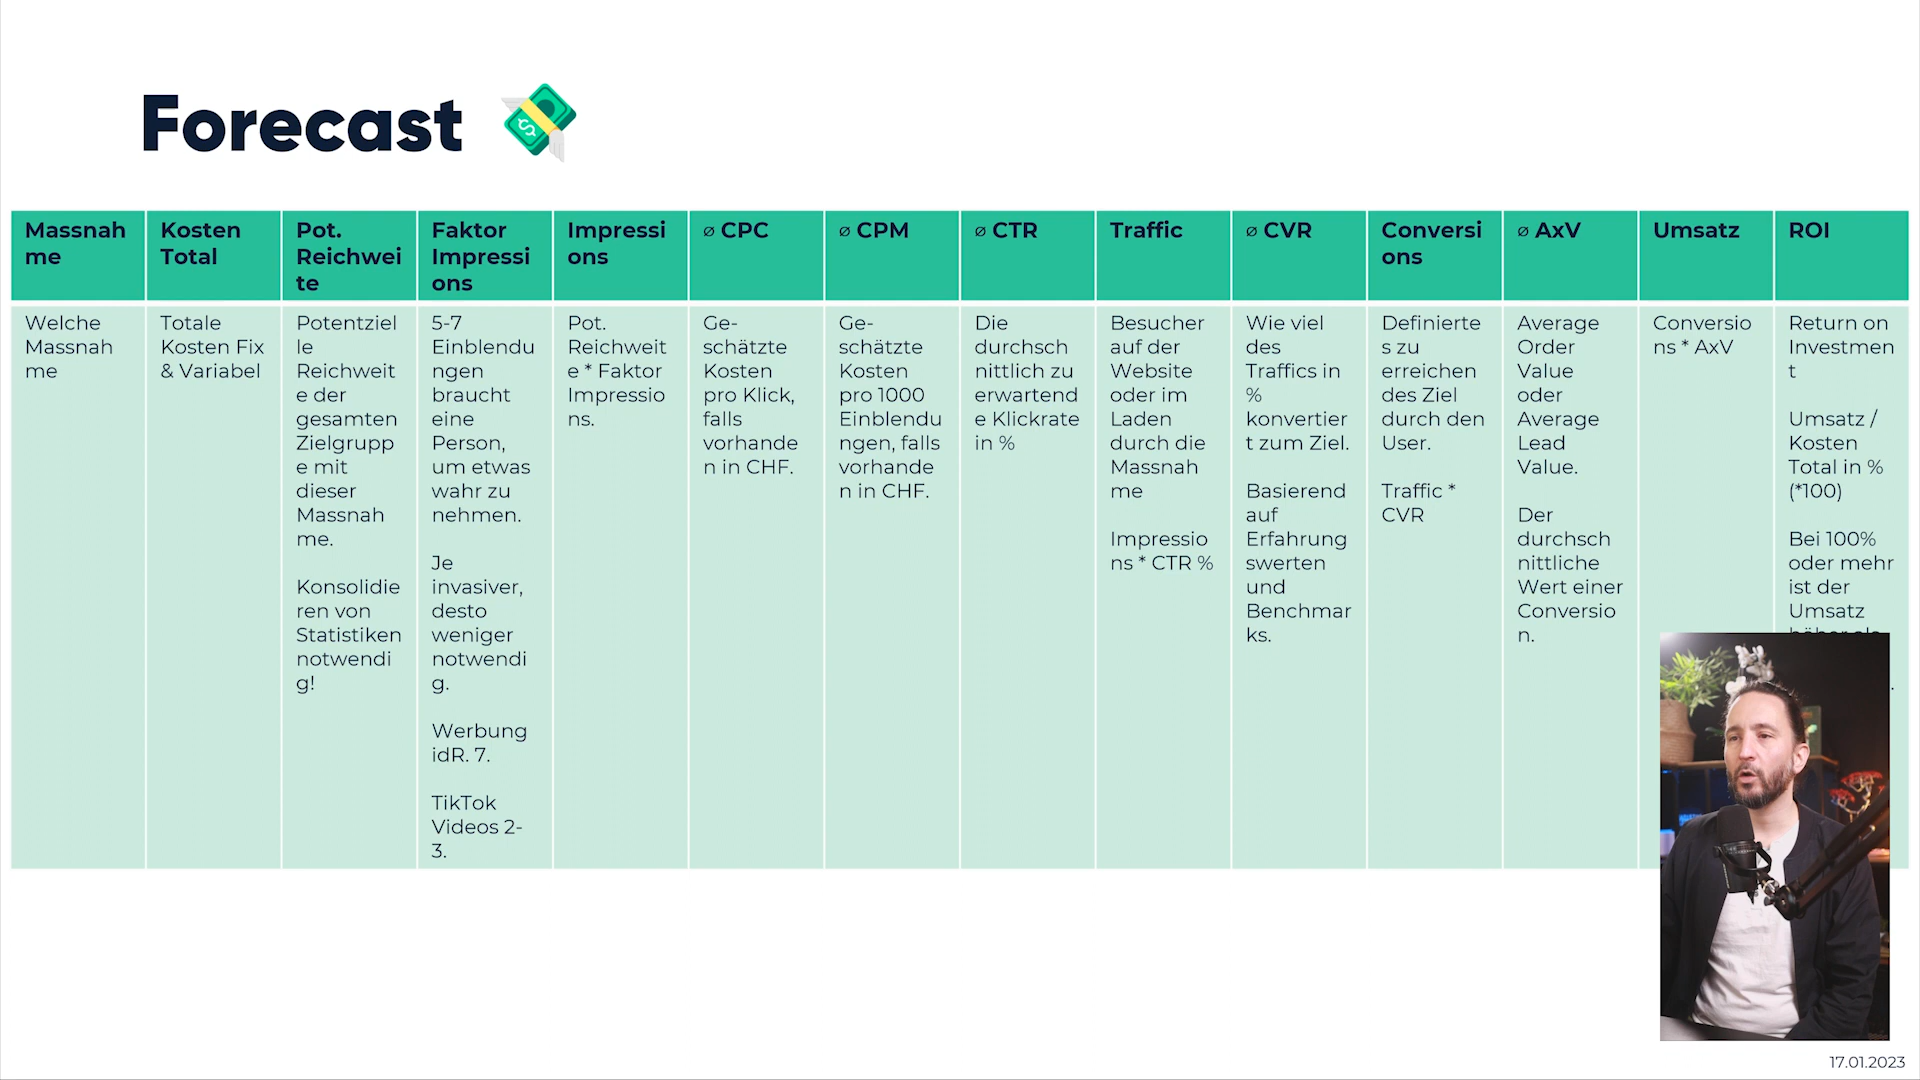 Forecast
Massnah
me
Kosten
Total
Pot.
Reichwei
te
Faktor
Impressi
ons
Impressi
ons
⌀ CPC
⌀ CPM
⌀ CTR
Traffic
⌀ CVR
Conversi
ons
⌀ AxV
Umsatz
ROI
Welche
Massnah
me
Totale
Kosten Fix
& Variabel
Potentziel
le
Reichweit
e der
gesamten
Zielgrupp
e mit
dieser
Massnah
me.
Konsolidie
ren von
Statistiken
notwendi
g!
5-7
Einblendu
ngen
braucht
eine
Person,
um etwas
wahr zu
nehmen.
Je
invasiver,
desto
weniger
notwendi
g.
Werbung
idR. 7.
TikTok
Videos 2-
3.
Pot.
Reichweit
e * Faktor
Impressio
ns.
Ge-
schätzte
Kosten
pro Klick,
falls
vorhande
n in CHF.
Ge-
schätzte
Kosten
pro 1000
Einblendu
ngen, falls
vorhande
n in CHF.
Die
durchsch
nittlich zu
erwartend
e Klickrate
in %
Besucher
auf der
Website
oder im
Laden
durch die
Massnah
me
Impressio
ns * CTR %
Wie viel
des
Traffics in
%
konvertier
t zum Ziel.
Basierend
auf
Erfahrung
swerten
und
Benchmar
ks.
Definierte
s zu
erreichen
des Ziel
durch den
User.
Traffic *
CVR
Average
Order
Value
oder
Average
Lead
Value.
Der
durchsch
nittliche
Wert einer
Conversio
n.
Conversio
ns * AxV
Return on
Investmen
t
Umsatz /
Kosten
Total in %
(*100)
Bei 100%
oder mehr
ist der
Umsatz
17.01.2023